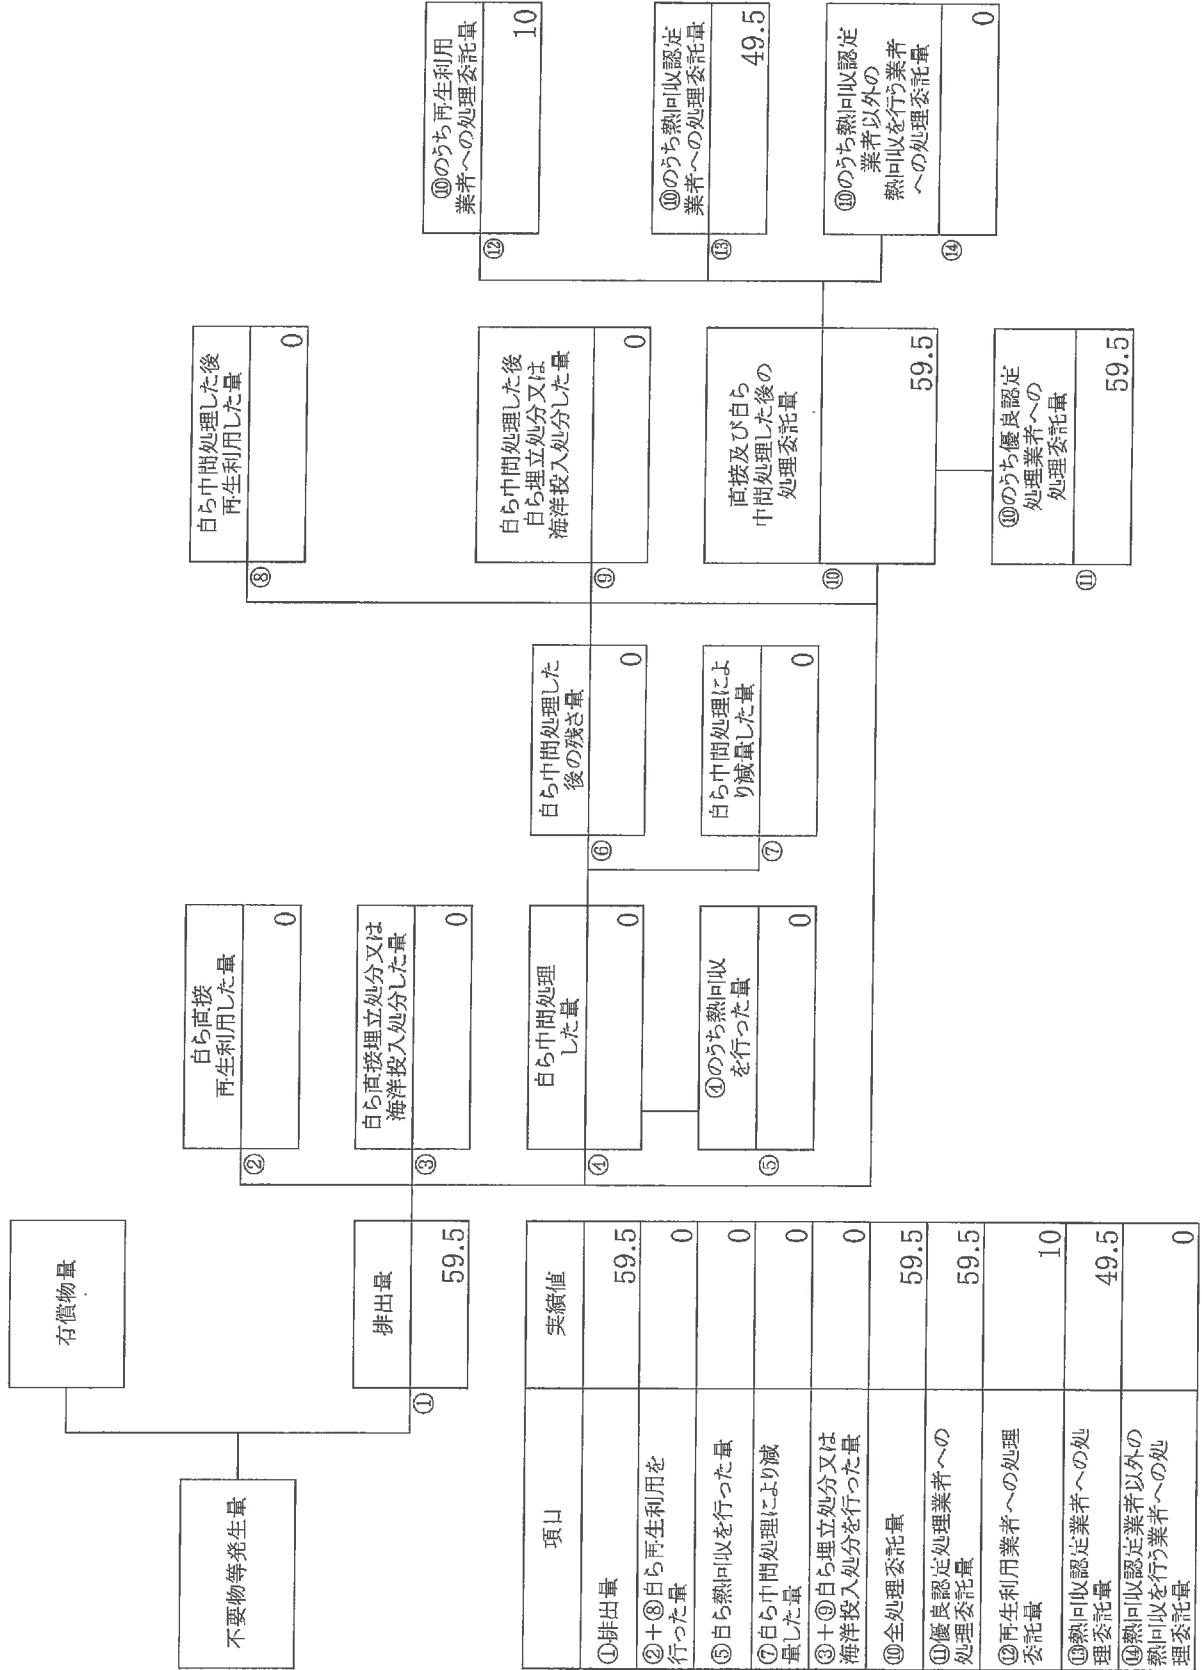 不要物等発生量
有償物量
排出量
①
59.5
自ら直接
再生利用した量
②
0
自ら直接埋立処分又は
海洋投入処分した量
③
0
自ら中間処理
した量
④
0
④のうち熱回収
を行った量
⑤
0
自ら中間処理した
後の残さ量
⑥
0
自ら中間処理によ
り減量した量
⑦
0
自ら中間処理した後
再生利用した量
⑧
0
自ら中間処理した後
自ら埋立処分又は
海洋投入処分した量
⑨
0
直接及び自ら
中間処理した後の
処理委託量
⑩
59.5
⑩のうち優良認定
処理業者への
処理委託量
⑪
59.5
⑩のうち再生利用
業者への処理委託量
⑫
10
⑩のうち熱回収認定
業者への処理委託量
⑬
49.5
⑩のうち熱回収認定
業者以外の
熱回収を行う業者
への処理委託量
⑭
0
項目
実績値
①排出量
59.5
②+⑧自ら再生利用を
行った量
0
⑤自ら熱回収を行った量
0
⑦自ら中間処理により減
量した量
0
③+⑨自ら埋立処分又は
海洋投入処分を行った量
0
⑩全処理委託量
59.5
⑪優良認定処理業者への
処理委託量
59.5
⑫再生利用業者への処理
委託量
10
⑬熱回収認定業者への処
理委託量
49.5
⑭熱回収認定業者以外の
熱回収を行う業者への処
理委託量
0